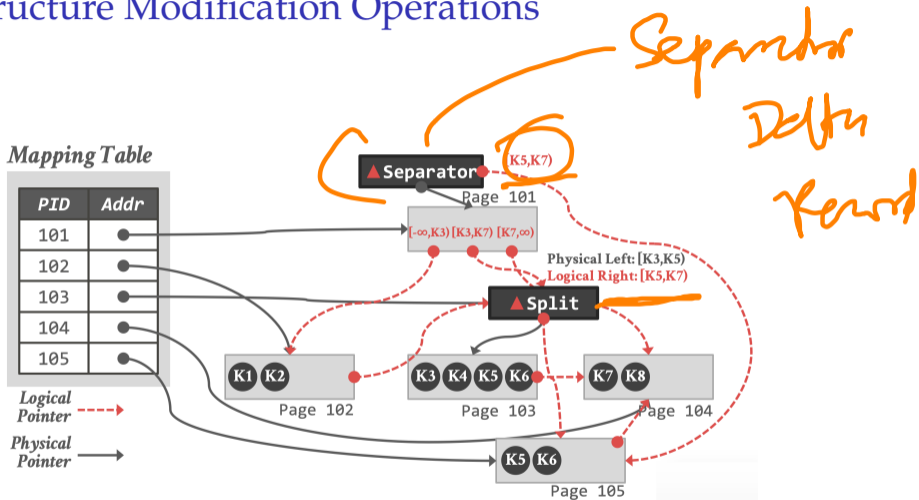 ructure Modification Operations
Separator
Delta
Record
Mapping Table
PID Addr
101
102
103
104
105
Logical
Pointer
Physical
Pointer
▲Separator
K5,K7)
Page 101
[-∞,K3) [K3,K7) [K7,∞)
Physical Left: [K3,K5)
Logical Right: [K5,K7)
▲Split
K1 K2
Page 102
K3 K4 K5 K6
Page 103
K7 K8
Page 104
K5 K6
Page 105